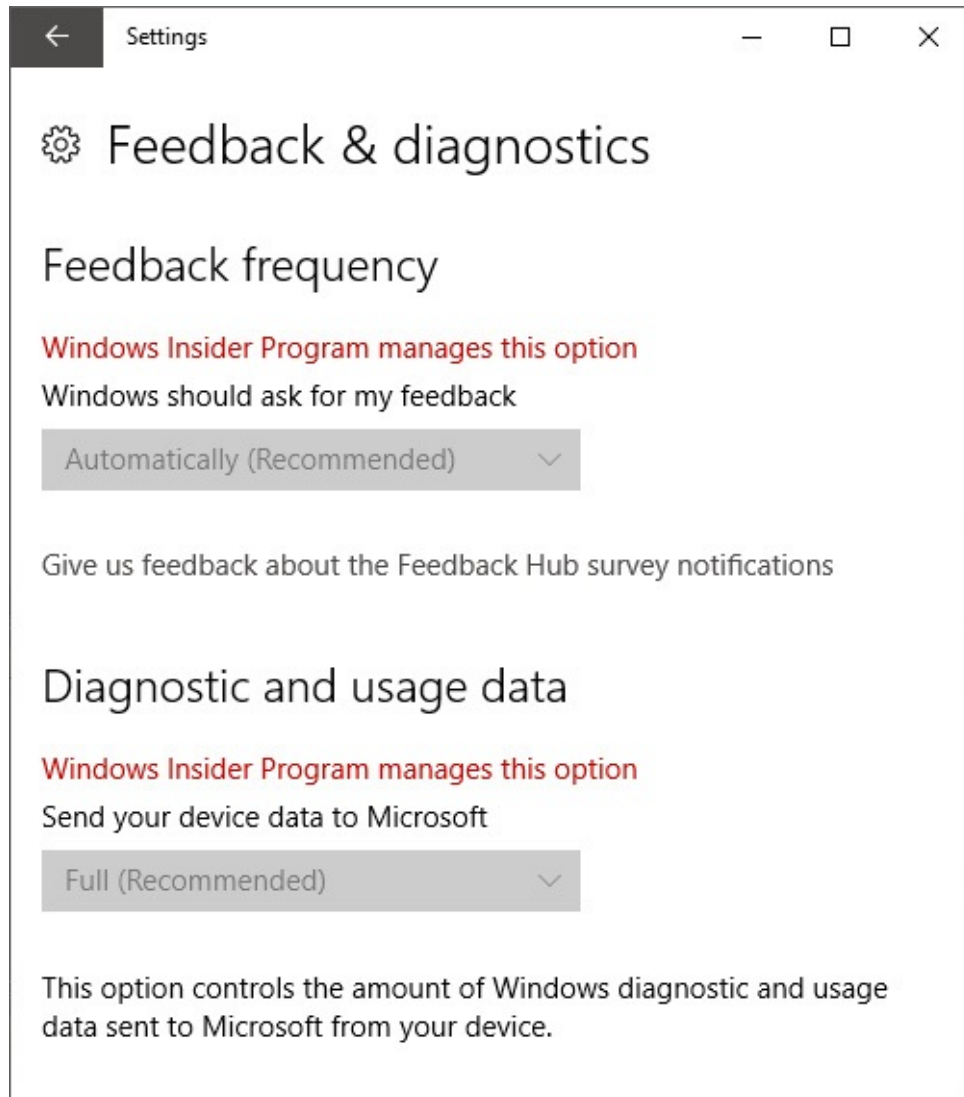 Settings
Feedback & diagnostics
Feedback frequency
Windows Insider Program manages this option
Windows should ask for my feedback
Automatically (Recommended)
Give us feedback about the Feedback Hub survey notifications
Diagnostic and usage data
Windows Insider Program manages this option
Send your device data to Microsoft
Full (Recommended)
This option controls the amount of Windows diagnostic and usage
data sent to Microsoft from your device.